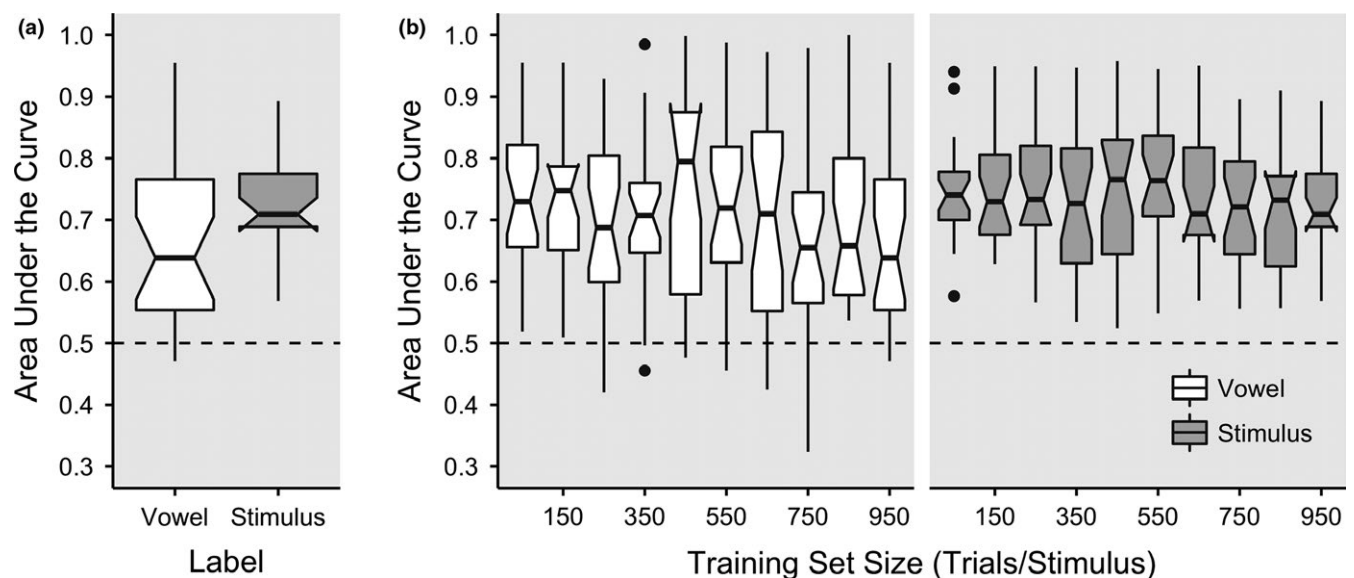 (a)
Area Under the Curve
1.0
0.9
0.8
0.7
0.6
0.5
0.4
0.3
Vowel Stimulus
Label
(b)
Area Under the Curve
1.0
0.9
0.8
0.7
0.6
0.5
0.4
0.3
150 350 550 750 950
150 350 550 750 950
Training Set Size (Trials/Stimulus)
Vowel
Stimulus